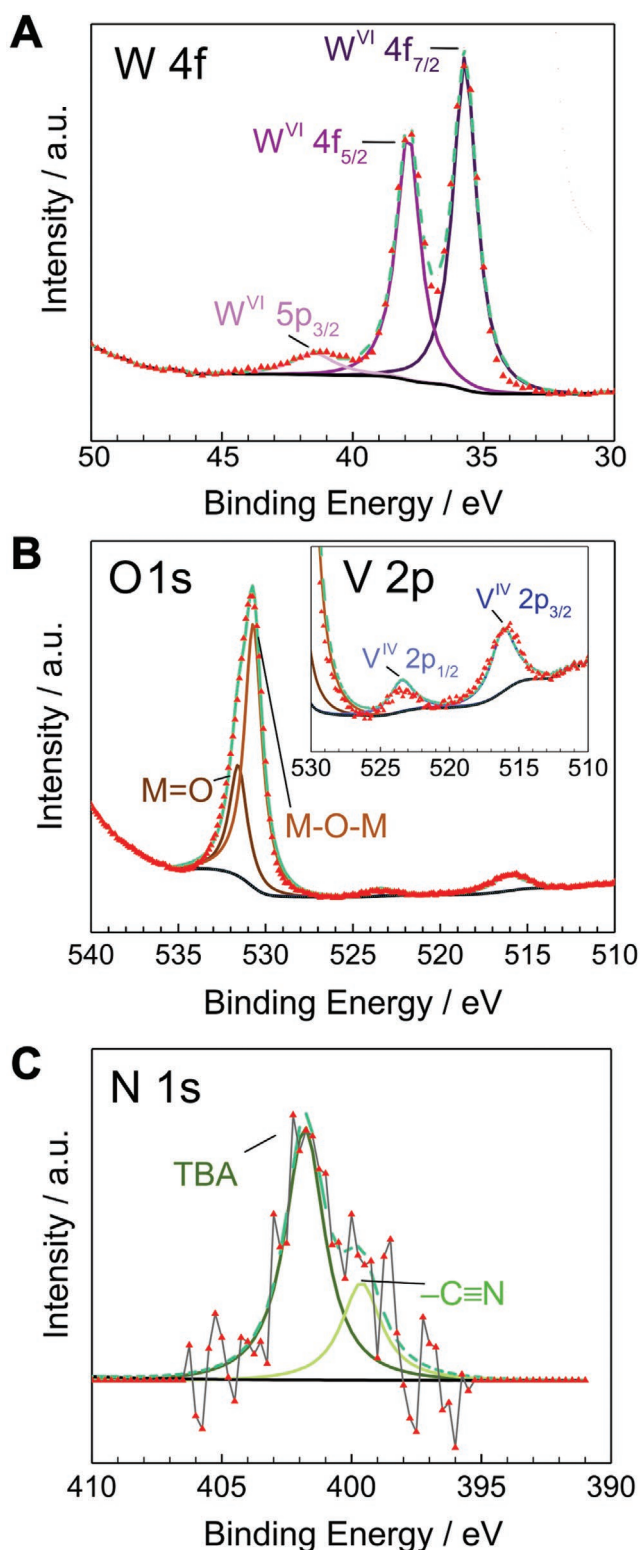 A
W 4f
W^VI 4f_7/2
W^VI 4f_5/2
W^VI 5p_3/2
Intensity / a.u.
50 45 40 35 30
Binding Energy / eV
B
O1s
V 2p
V^IV 2p_3/2
V^IV 2p_1/2
530 525 520 515 510
M=O
M-O-M
Intensity / a.u.
540 535 530 525 520 515 510
Binding Energy / eV
C
N 1s
TBA
–C≡N
Intensity / a.u.
410 405 400 395 390
Binding Energy / eV